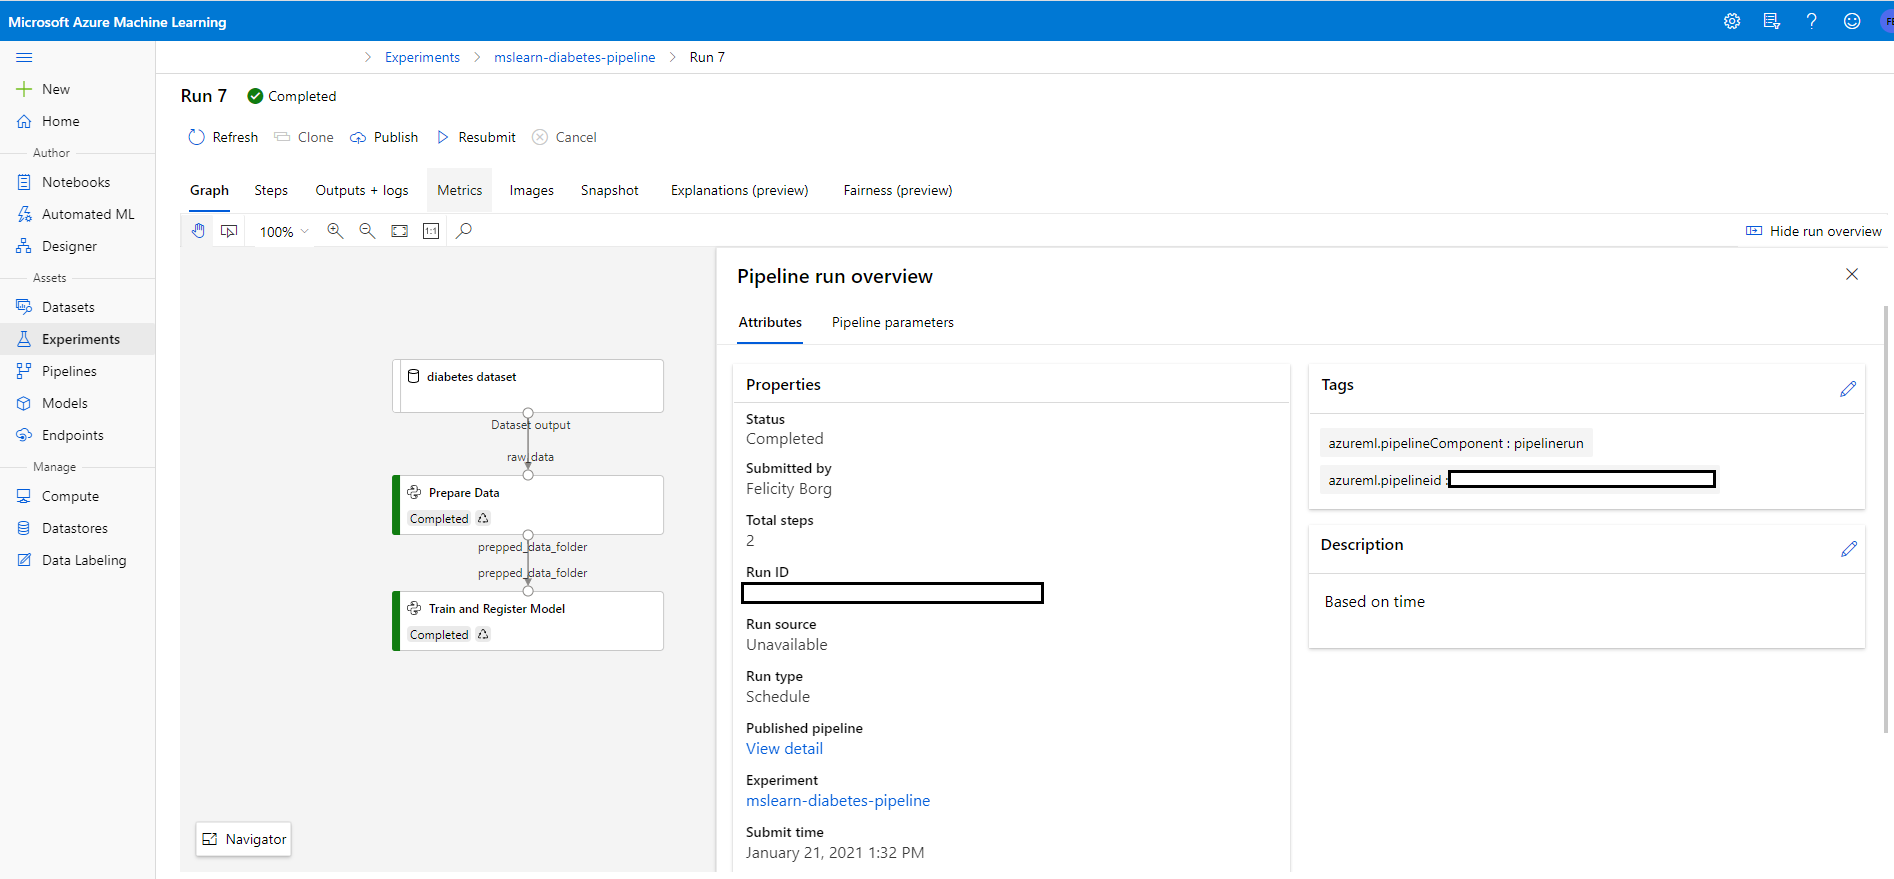 Microsoft Azure Machine Learning
FE
Experiments
mslearn-diabetes-pipeline
Run 7
New
Home
Author
Notebooks
Automated ML
Designer
Assets
Datasets
Experiments
Pipelines
Models
Endpoints
Manage
Compute
Datastores
Data Labeling
Run 7
Completed
Refresh
Clone
Publish
Resubmit
Cancel
Graph
Steps
Outputs + logs
Metrics
Images
Snapshot
Explanations (preview)
Fairness (preview)
100%
1:1
Hide run overview
diabetes dataset
Dataset output
raw_data
Prepare Data
Completed
prepped_data_folder
prepped_data_folder
Train and Register Model
Completed
Navigator
Pipeline run overview
Attributes
Pipeline parameters
Properties
Status
Completed
Submitted by
Felicity Borg
Total steps
2
Run ID
Run source
Unavailable
Run type
Schedule
Published pipeline
View detail
Experiment
mslearn-diabetes-pipeline
Submit time
January 21, 2021 1:32 PM
Tags
azureml.pipelineComponent : pipelinerun
azureml.pipelineid :
Description
Based on time